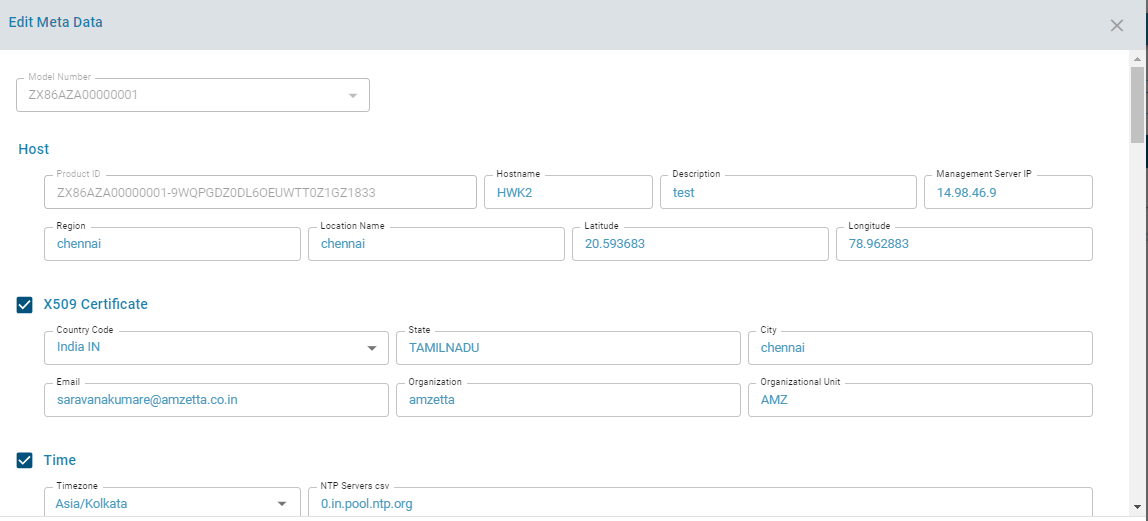 Edit Meta Data
Model Number
ZX86AZA00000001
Host
Product ID Hostname Description Management Server IP
ZX86AZA00000001-9WQPGDZ0DL6OEUWTT0Z1GZ1833 HWK2 test 14.98.46.9
Region Location Name Latitude Longitude
chennai chennai 20.593683 78.962883
X509 Certificate
Country Code State City
India IN TAMILNADU chennai
Email Organization Organizational Unit
saravanakumare@amzetta.co.in amzetta AMZ
Time
Timezone NTP Servers csv
Asia/Kolkata 0.in.pool.ntp.org